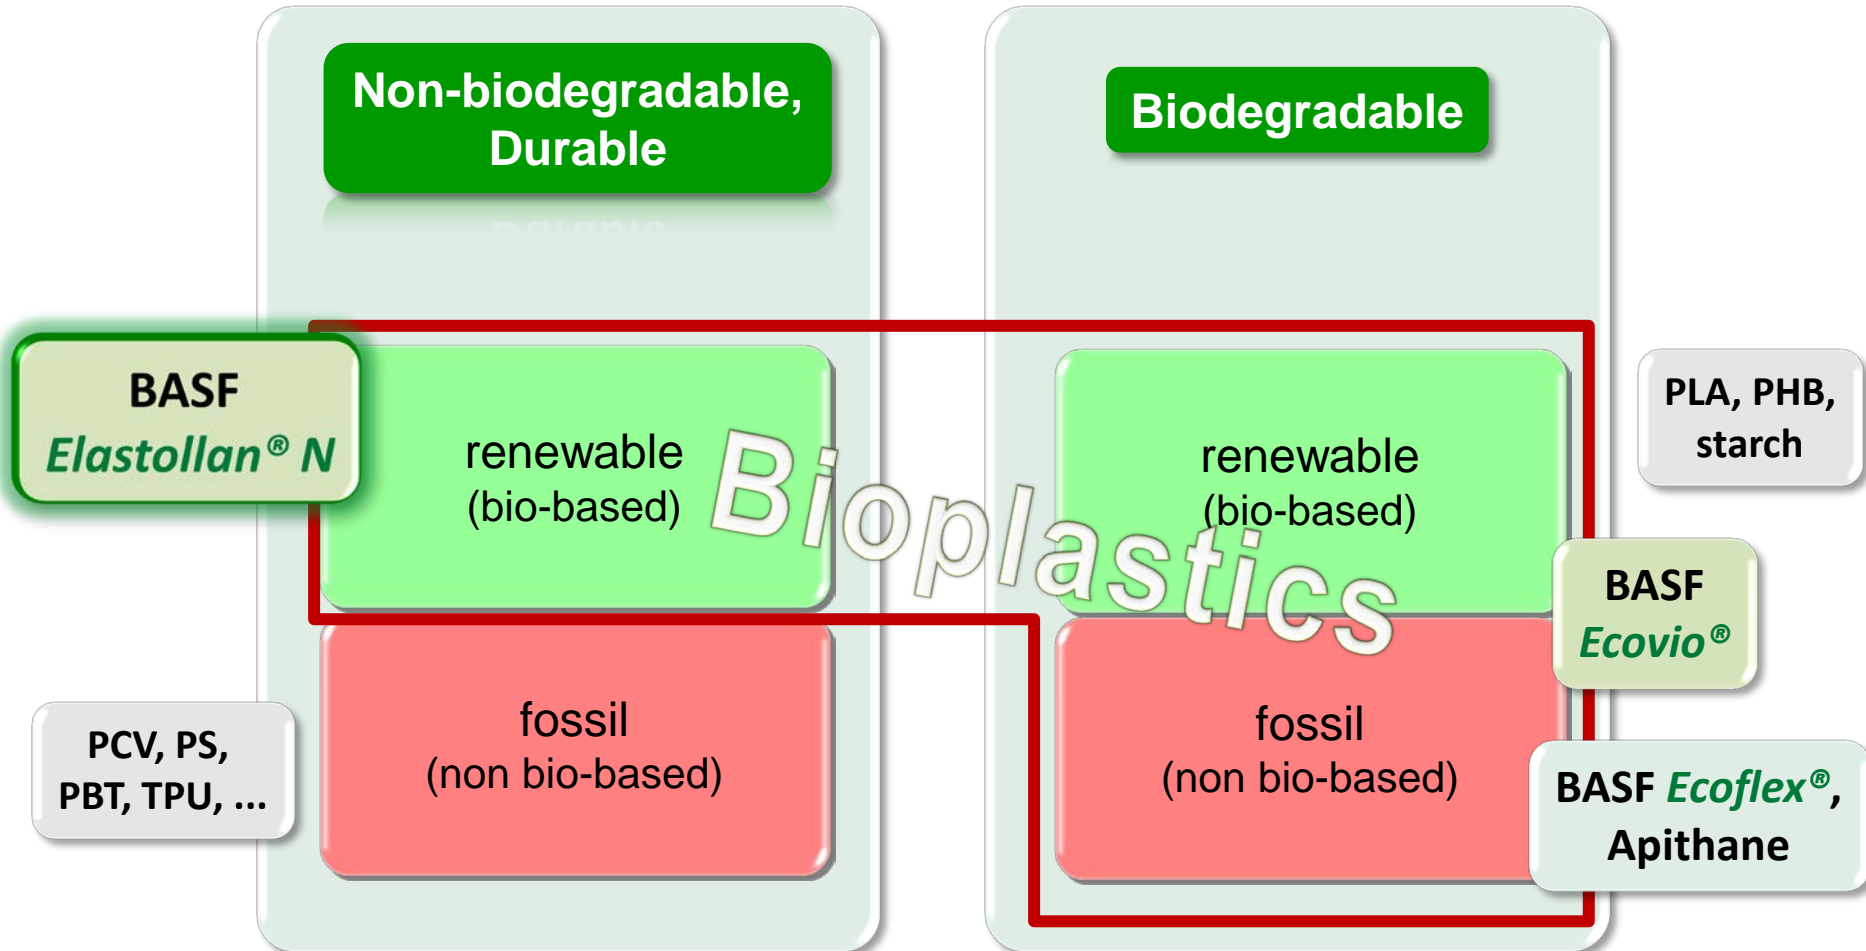 Non-biodegradable,
Durable
Biodegradable
BASF
Elastollan® N
renewable
(bio-based)
Bioplastics
renewable
(bio-based)
PLA, PHB,
starch
BASF
Ecovio®
PCV, PS,
PBT, TPU, ...
fossil
(non bio-based)
fossil
(non bio-based)
BASF Ecoflex®,
Apithane